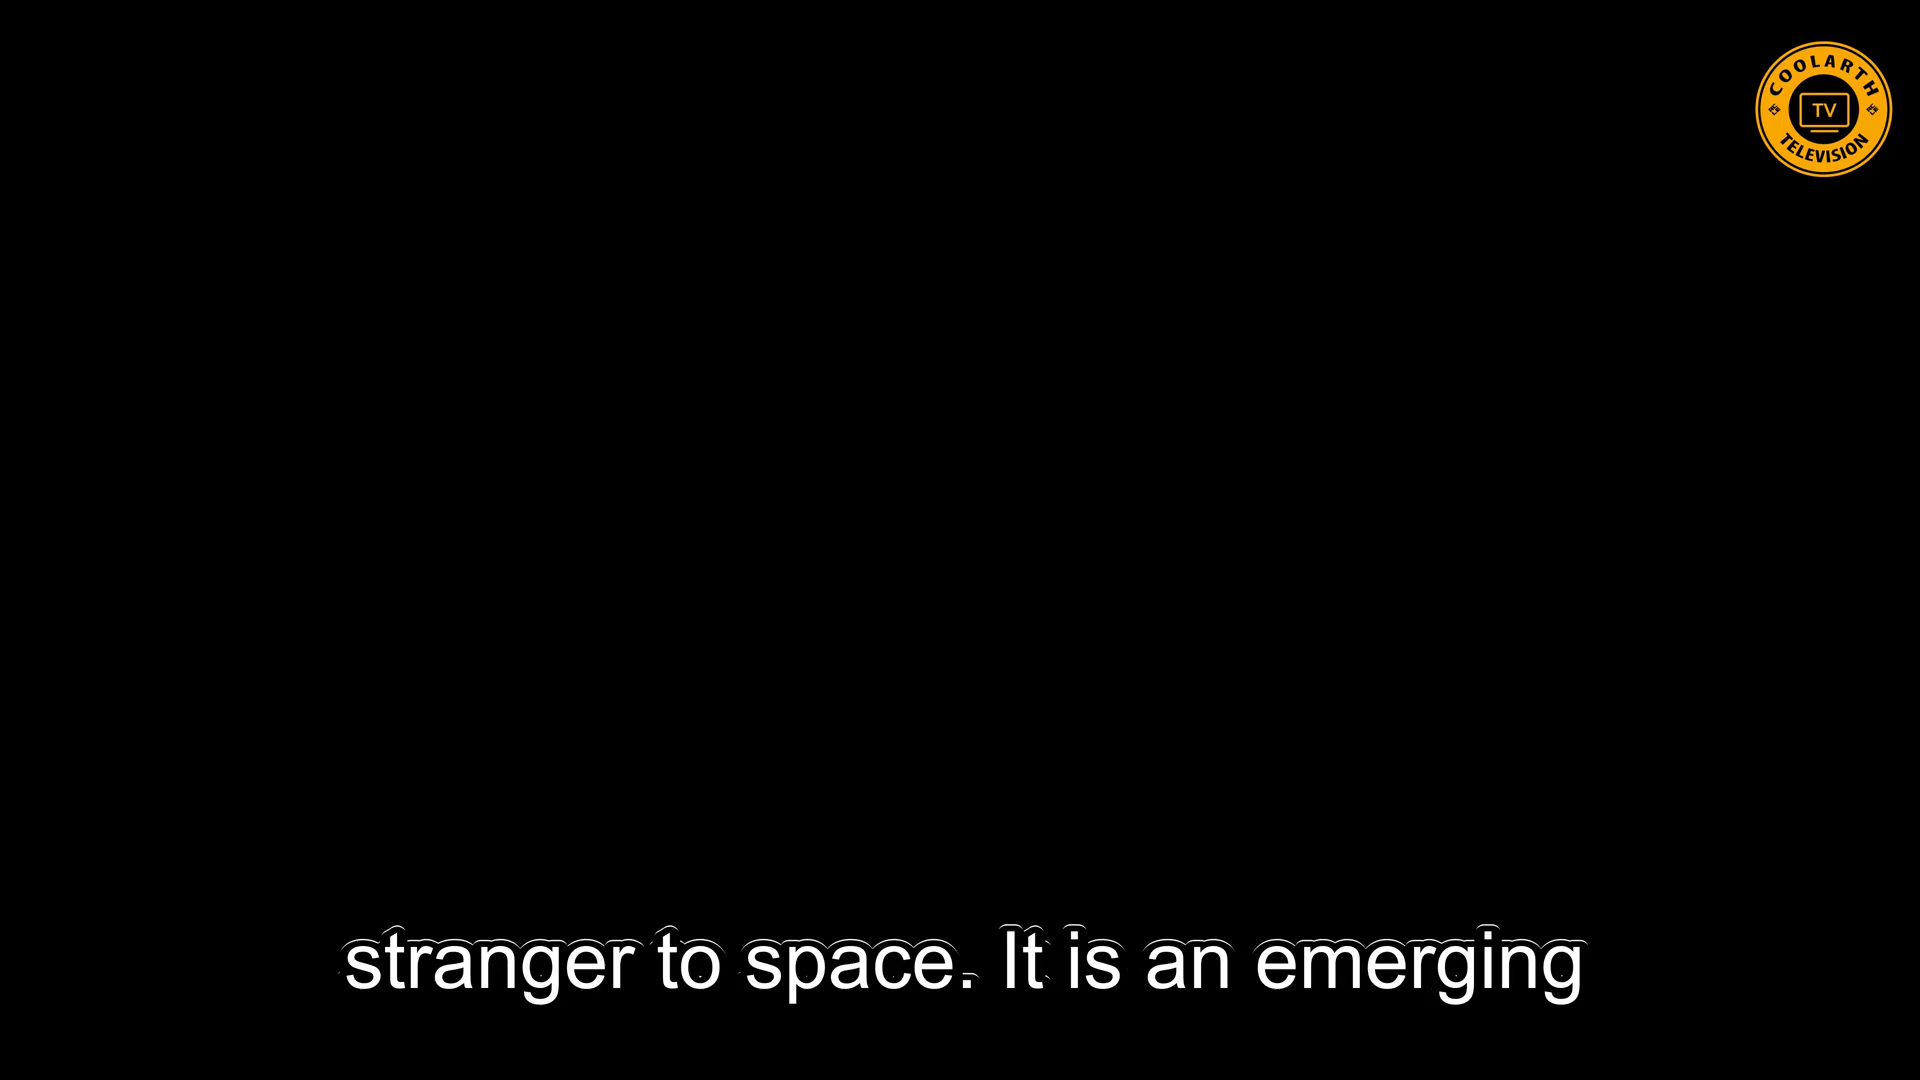 COOLARTH
TV
TELEVISION
stranger to space. It is an emerging